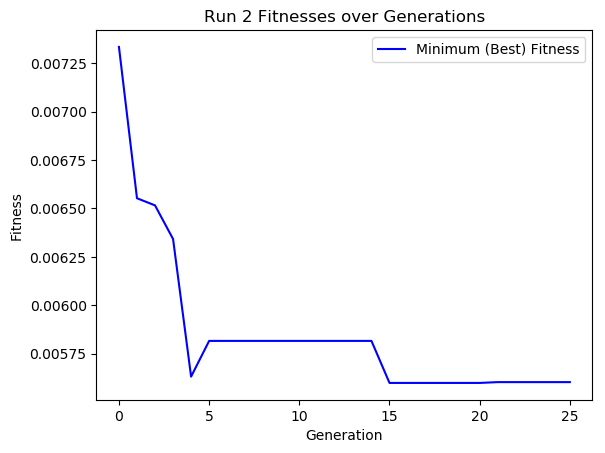 Run 2 Fitnesses over Generations
Minimum (Best) Fitness
0.00725
0.00700
0.00675
0.00650
0.00625
0.00600
0.00575
Fitness
0 5 10 15 20 25
Generation